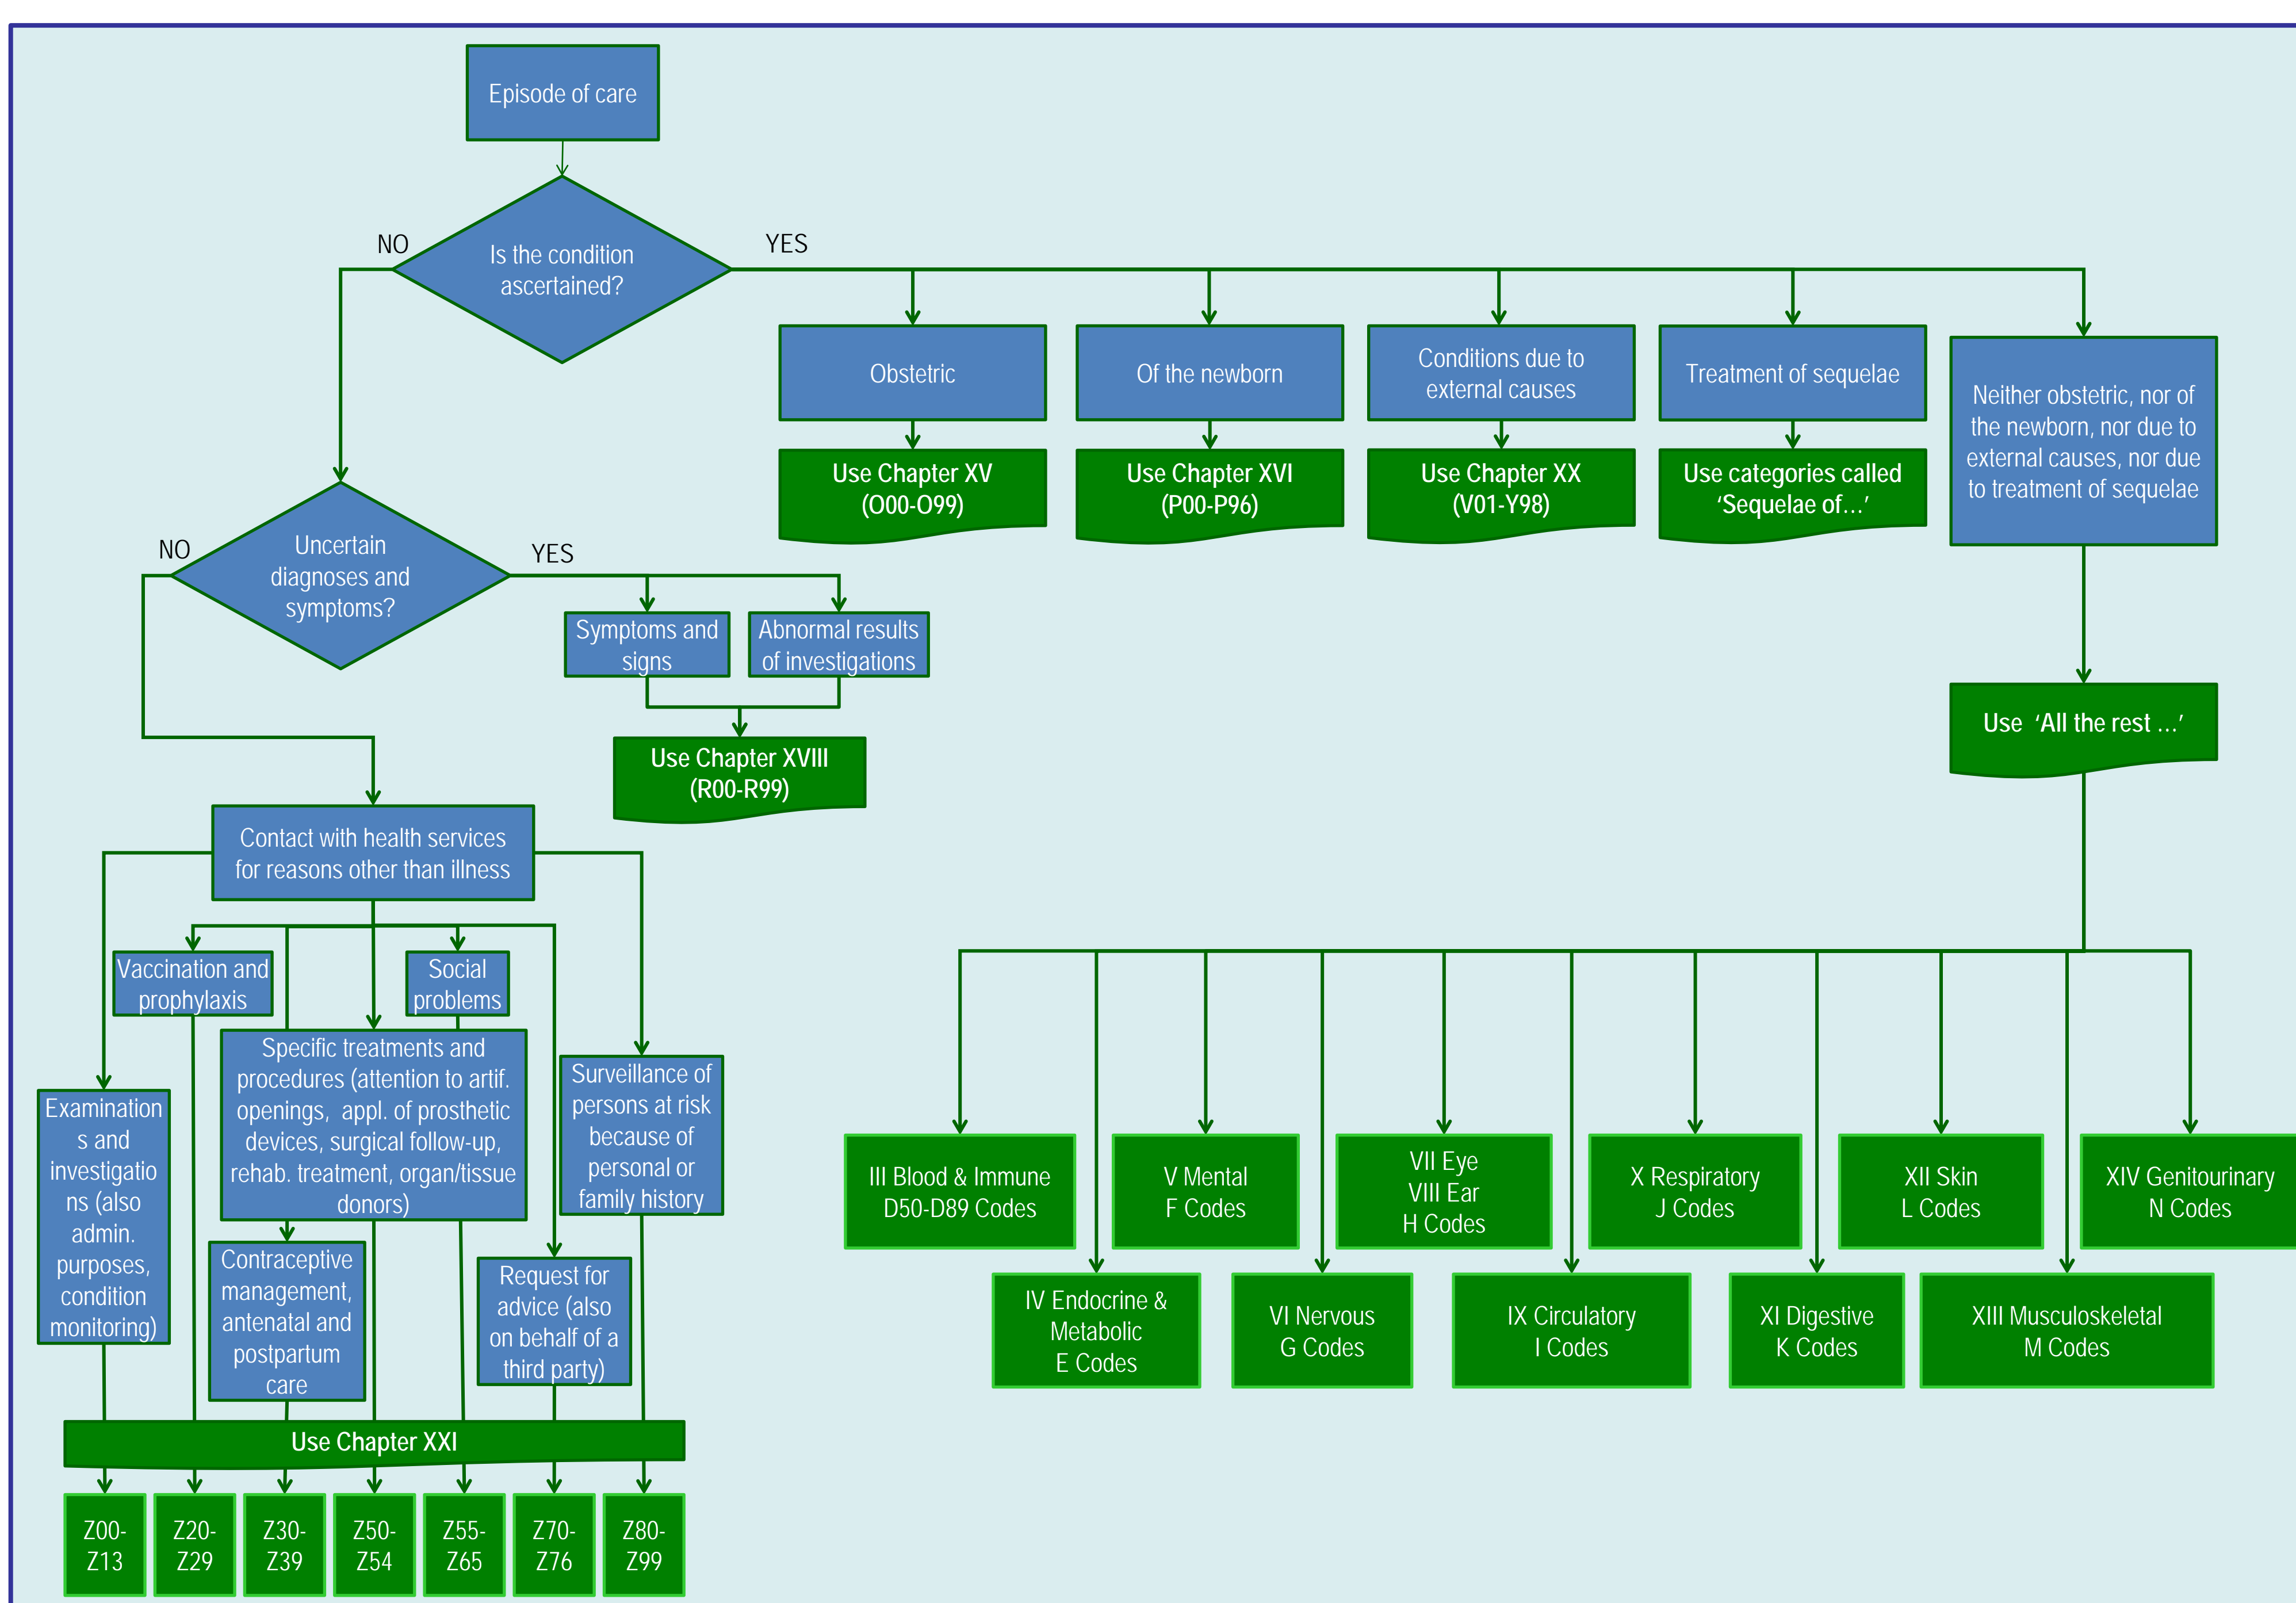 Episode of care
NO
YES
Is the condition
ascertained?
Obstetric
Of the newborn
Conditions due to
external causes
Treatment of sequelae
Neither obstetric, nor of
the newborn, nor due to
external causes, nor due
to treatment of sequelae
Use Chapter XV
(O00-O99)
Use Chapter XVI
(P00-P96)
Use Chapter XX
(V01-Y98)
Use categories called
‘Sequelae of...’
NO
YES
Uncertain
diagnoses and
symptoms?
Symptoms and
signs
Abnormal results
of investigations
Use Chapter XVIII
(R00-R99)
Use ‘All the rest ...’
Contact with health services
for reasons other than illness
Vaccination and
prophylaxis
Social
problems
Specific treatments and
procedures (attention to artif.
openings, appl. of prosthetic
devices, surgical follow-up,
rehab. treatment, organ/tissue
donors)
Surveillance of
persons at risk
because of
personal or
family history
Examination
s and
investigatio
ns (also
admin.
purposes,
condition
monitoring)
Contraceptive
management,
antenatal and
postpartum
care
Request for
advice (also
on behalf of a
third party)
Use Chapter XXI
Z00-
Z13
Z20-
Z29
Z30-
Z39
Z50-
Z54
Z55-
Z65
Z70-
Z76
Z80-
Z99
III Blood & Immune
D50-D89 Codes
V Mental
F Codes
VII Eye
VIII Ear
H Codes
X Respiratory
J Codes
XII Skin
L Codes
XIV Genitourinary
N Codes
IV Endocrine &
Metabolic
E Codes
VI Nervous
G Codes
IX Circulatory
I Codes
XI Digestive
K Codes
XIII Musculoskeletal
M Codes